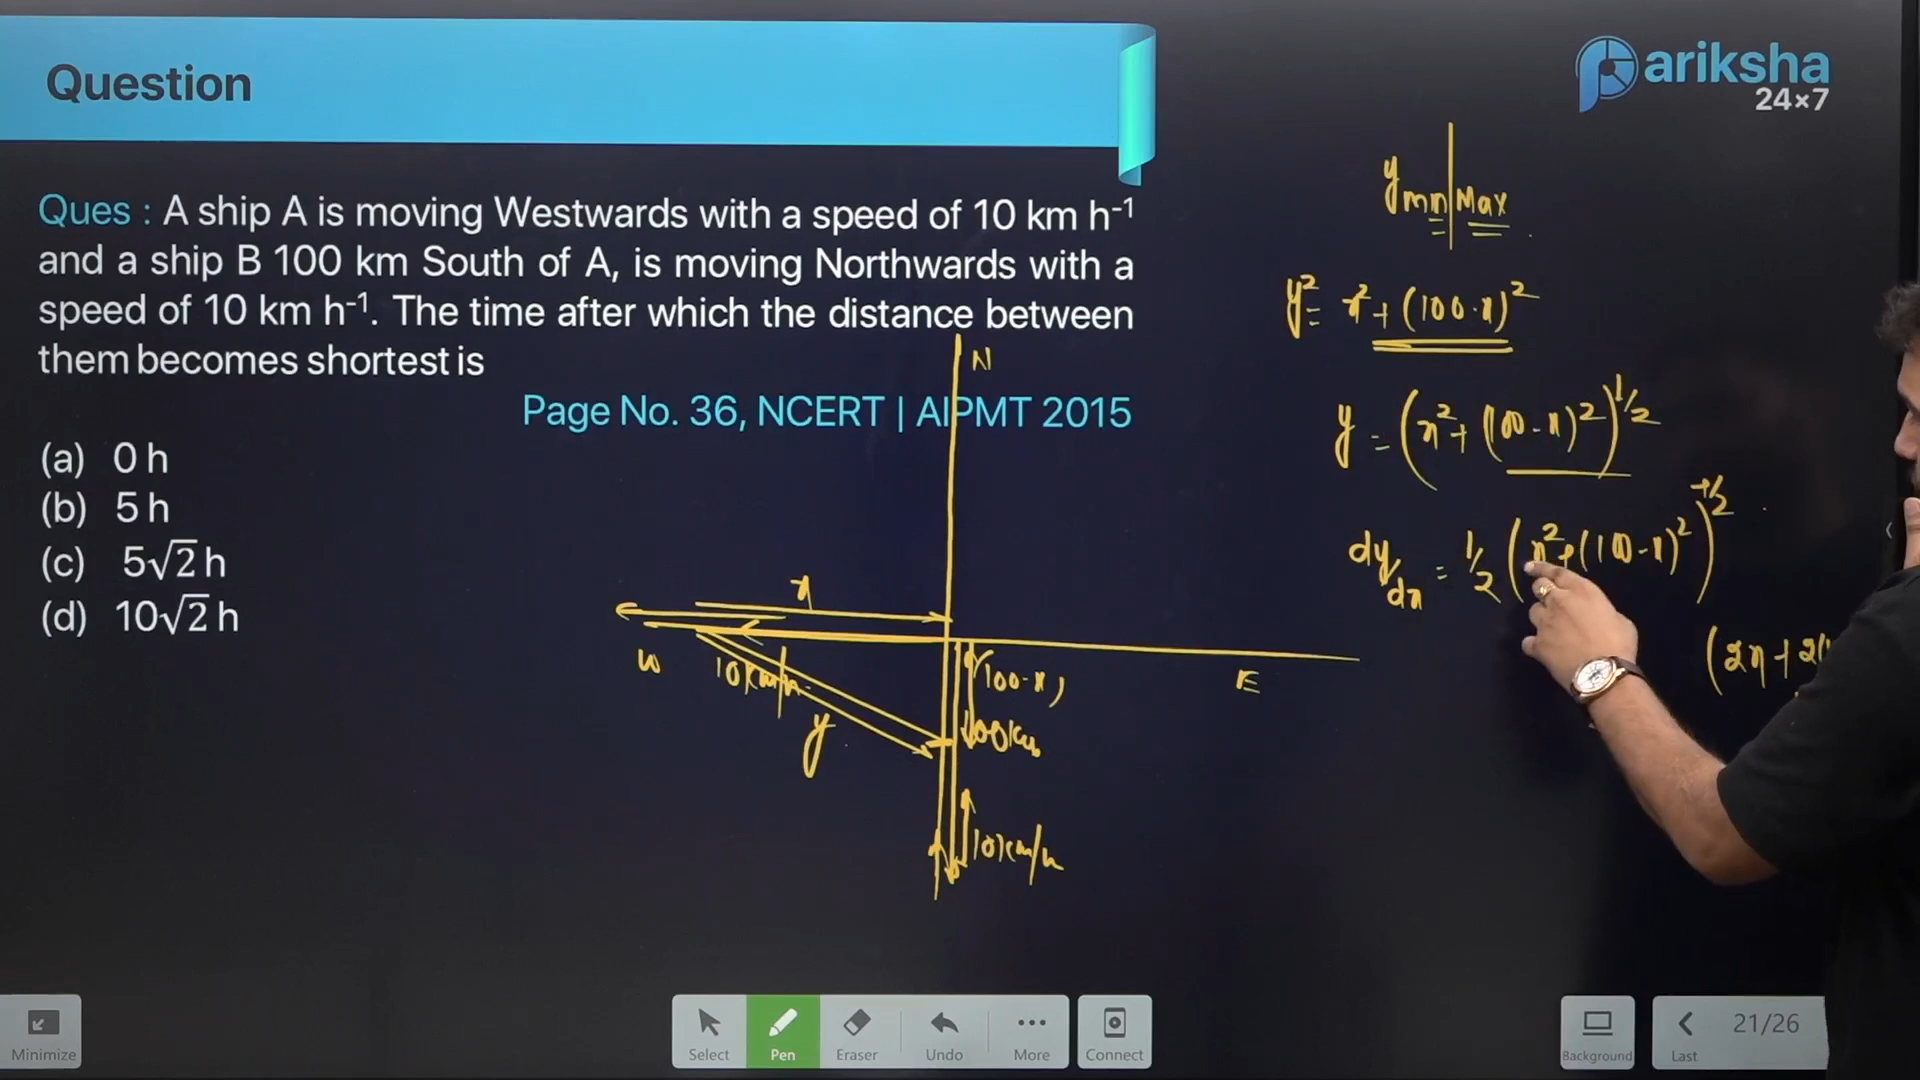 Question
Pariksha
24×7
Ques : A ship A is moving Westwards with a speed of 10 km h⁻¹
and a ship B 100 km South of A, is moving Northwards with a
speed of 10 km h⁻¹. The time after which the distance between
them becomes shortest is
Page No. 36, NCERT | AIPMT 2015
(a) 0 h
(b) 5 h
(c) 5√2 h
(d) 10√2 h
y min | Max
y² = x² + (100-x)²
y = (x² + (100-x)²)^1/2
dy/dx = 1/2 (x² + (100-x)²)^-1/2
(2x + 2(
N
x
W
10km/h
y
(100-x)
100km
E
10km/h
Minimize
Select
Pen
Eraser
Undo
More
Connect
Background
Last
21/26